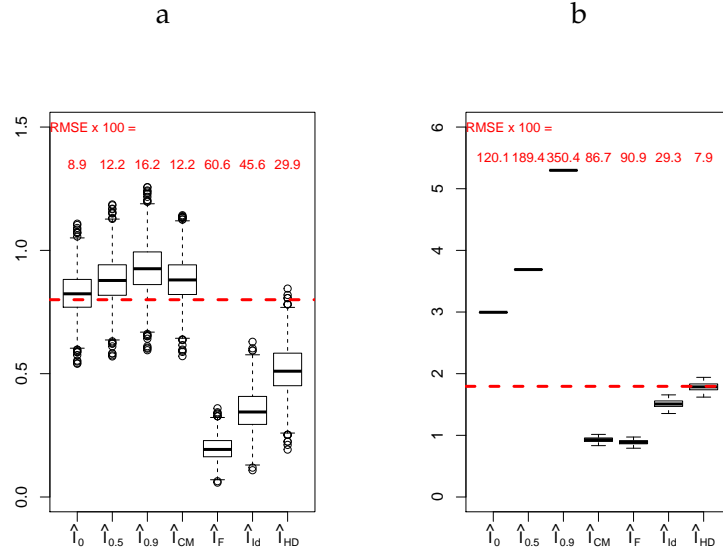 a
b
RMSE x 100 =
8.9 12.2 16.2 12.2 60.6 45.6 29.9
1.5
1.0
0.5
0.0
Î0 Î0.5 Î0.9 ÎCM ÎF ÎId ÎHD
RMSE x 100 =
120.1 189.4 350.4 86.7 90.9 29.3 7.9
6
5
4
3
2
1
0
Î0 Î0.5 Î0.9 ÎCM ÎF ÎId ÎHD